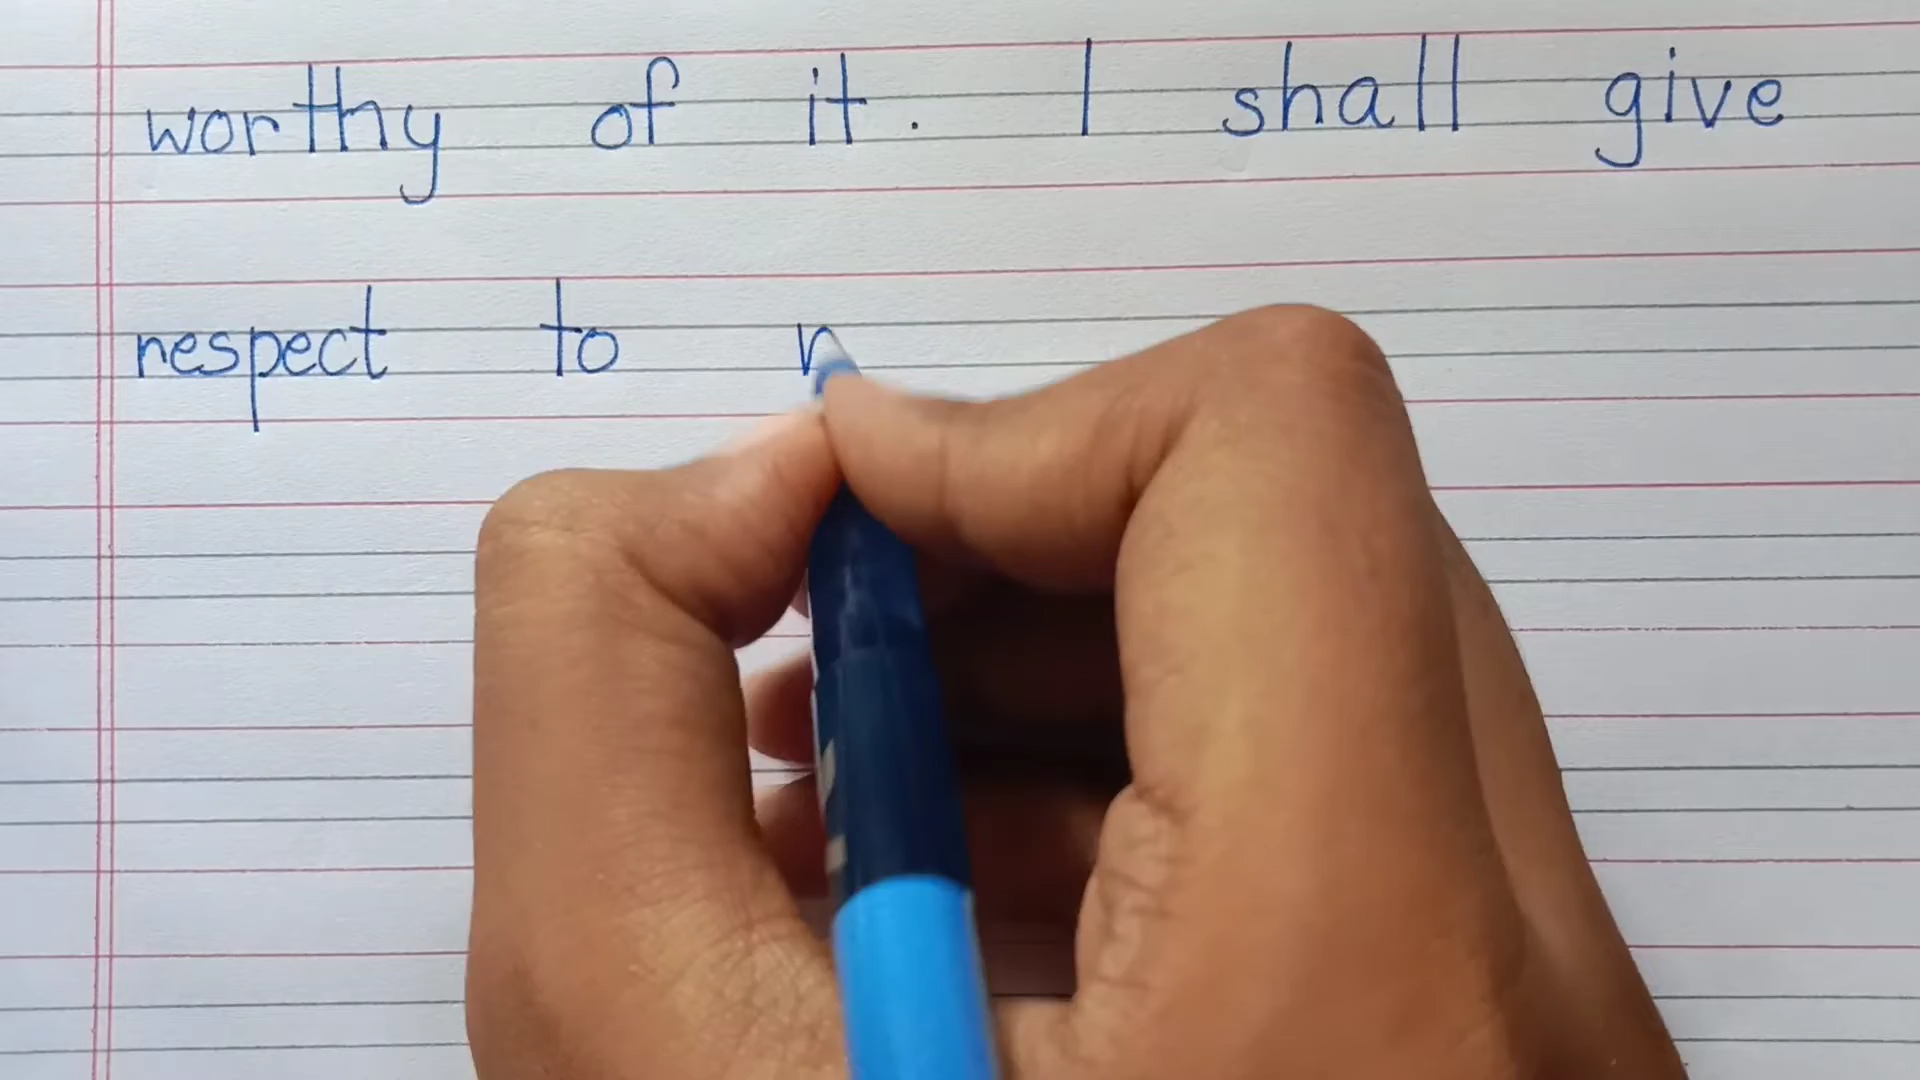 worthy of it. I shall give
respect to